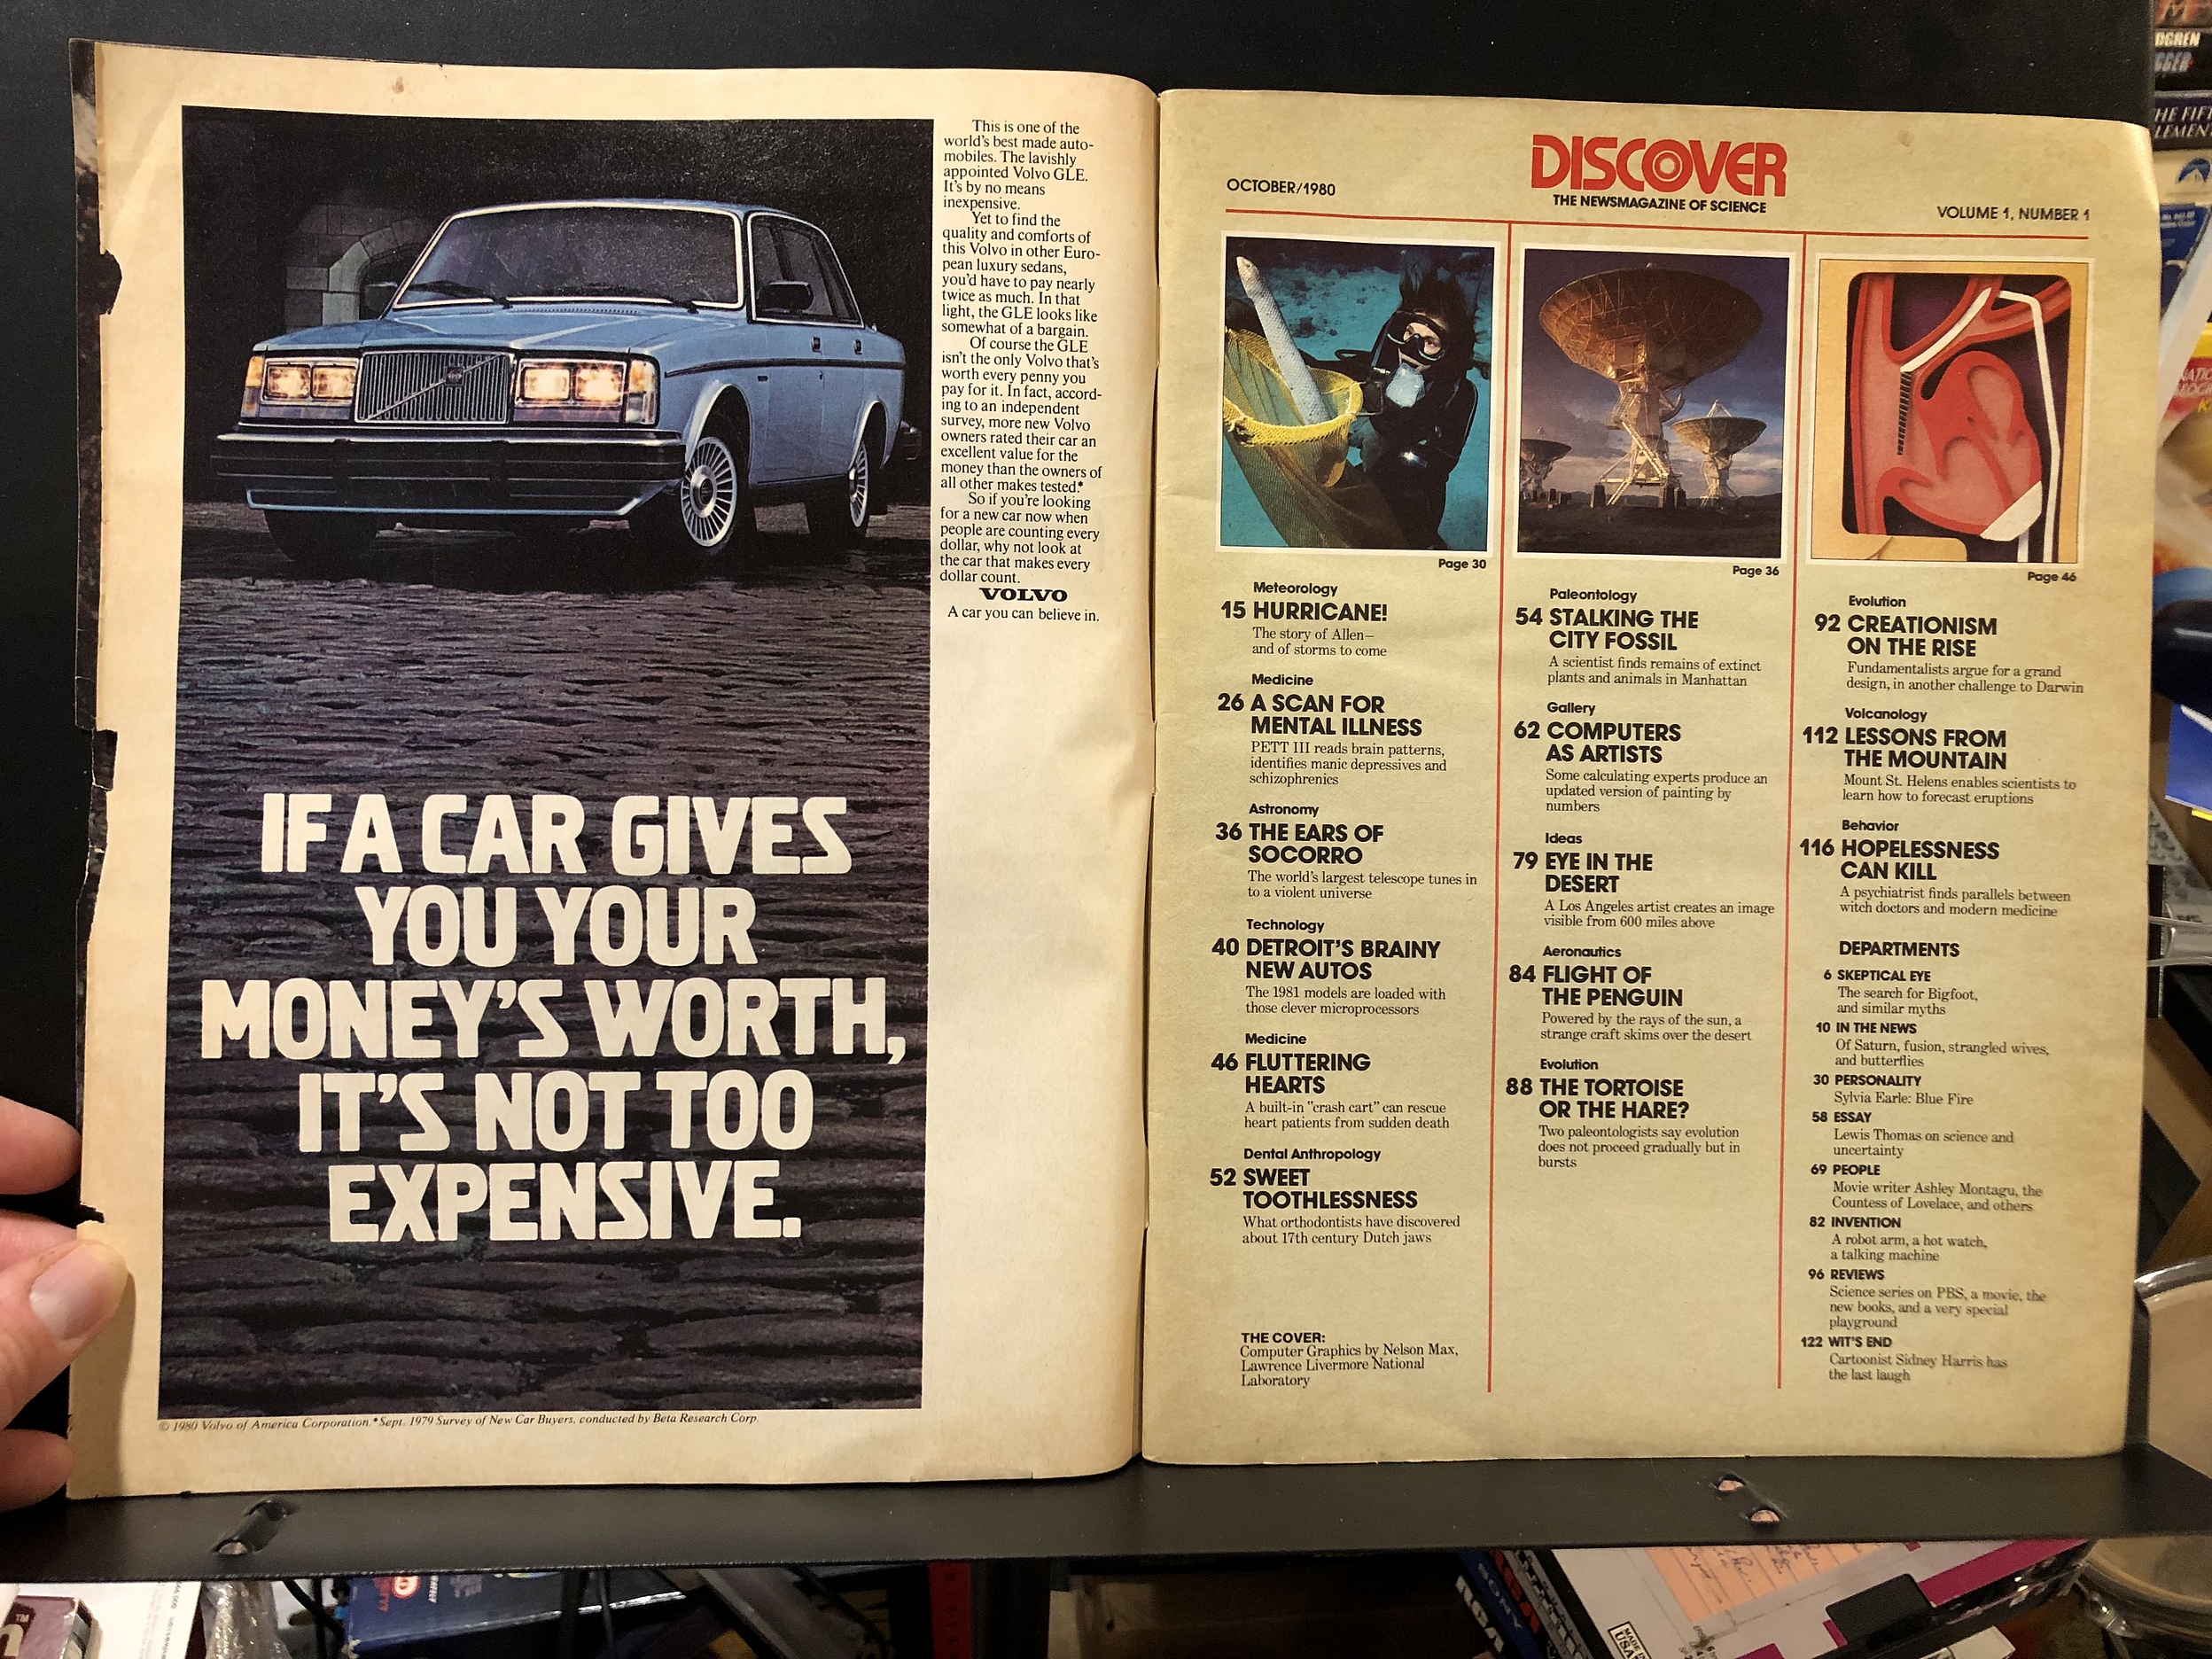 This is one of the
world's best made auto-
mobiles. The lavishly
appointed Volvo GLE.
It's by no means
inexpensive.
Yet to find the
quality and comforts of
this Volvo in other Euro-
pean luxury sedans,
you'd have to pay nearly
twice as much. In that
light, the GLE looks like
somewhat of a bargain.
Of course the GLE
isn't the only Volvo that's
worth every penny you
pay for it. In fact, accord-
ing to an independent
survey, more new Volvo
owners rated their car an
excellent value for the
money than the owners of
all other makes tested.*
So if you're looking
for a new car now when
people are counting every
dollar, why not look at
the car that makes every
dollar count.
VOLVO
A car you can believe in.
IF A CAR GIVES
YOU YOUR
MONEY'S WORTH,
IT'S NOT TOO
EXPENSIVE.
© 1980 Volvo of America Corporation. *Sept. 1979 Survey of New Car Buyers, conducted by Beta Research Corp.
OCTOBER/1980
DISCOVER
THE NEWSMAGAZINE OF SCIENCE
VOLUME 1, NUMBER 1
Page 30
Page 36
Page 46
Meteorology
15 HURRICANE!
The story of Allen—
and of storms to come
Medicine
26 A SCAN FOR
MENTAL ILLNESS
PETT III reads brain patterns,
identifies manic depressives and
schizophrenics
Astronomy
36 THE EARS OF
SOCORRO
The world's largest telescope tunes in
to a violent universe
Technology
40 DETROIT'S BRAINY
NEW AUTOS
The 1981 models are loaded with
those clever microprocessors
Medicine
46 FLUTTERING
HEARTS
A built-in "crash cart" can rescue
heart patients from sudden death
Dental Anthropology
52 SWEET
TOOTHLESSNESS
What orthodontists have discovered
about 17th century Dutch jaws
THE COVER:
Computer Graphics by Nelson Max,
Lawrence Livermore National
Laboratory
Paleontology
54 STALKING THE
CITY FOSSIL
A scientist finds remains of extinct
plants and animals in Manhattan
Gallery
62 COMPUTERS
AS ARTISTS
Some calculating experts produce an
updated version of painting by
numbers
Ideas
79 EYE IN THE
DESERT
A Los Angeles artist creates an image
visible from 600 miles above
Aeronautics
84 FLIGHT OF
THE PENGUIN
Powered by the rays of the sun, a
strange craft skims over the desert
Evolution
88 THE TORTOISE
OR THE HARE?
Two paleontologists say evolution
does not proceed gradually but in
bursts
Evolution
92 CREATIONISM
ON THE RISE
Fundamentalists argue for a grand
design, in another challenge to Darwin
Volcanology
112 LESSONS FROM
THE MOUNTAIN
Mount St. Helens enables scientists to
learn how to forecast eruptions
Behavior
116 HOPELESSNESS
CAN KILL
A psychiatrist finds parallels between
witch doctors and modern medicine
DEPARTMENTS
6 SKEPTICAL EYE
The search for Bigfoot,
and similar myths
10 IN THE NEWS
Of Saturn, fusion, strangled wives,
and butterflies
30 PERSONALITY
Sylvia Earle: Blue Fire
58 ESSAY
Lewis Thomas on science and
uncertainty
69 PEOPLE
Movie writer Ashley Montagu, the
Countess of Lovelace, and others
82 INVENTION
A robot arm, a hot watch,
a talking machine
96 REVIEWS
Science series on PBS, a movie, the
new books, and a very special
playground
122 WIT'S END
Cartoonist Sidney Harris has
the last laugh
SONY
MADE IN
USA